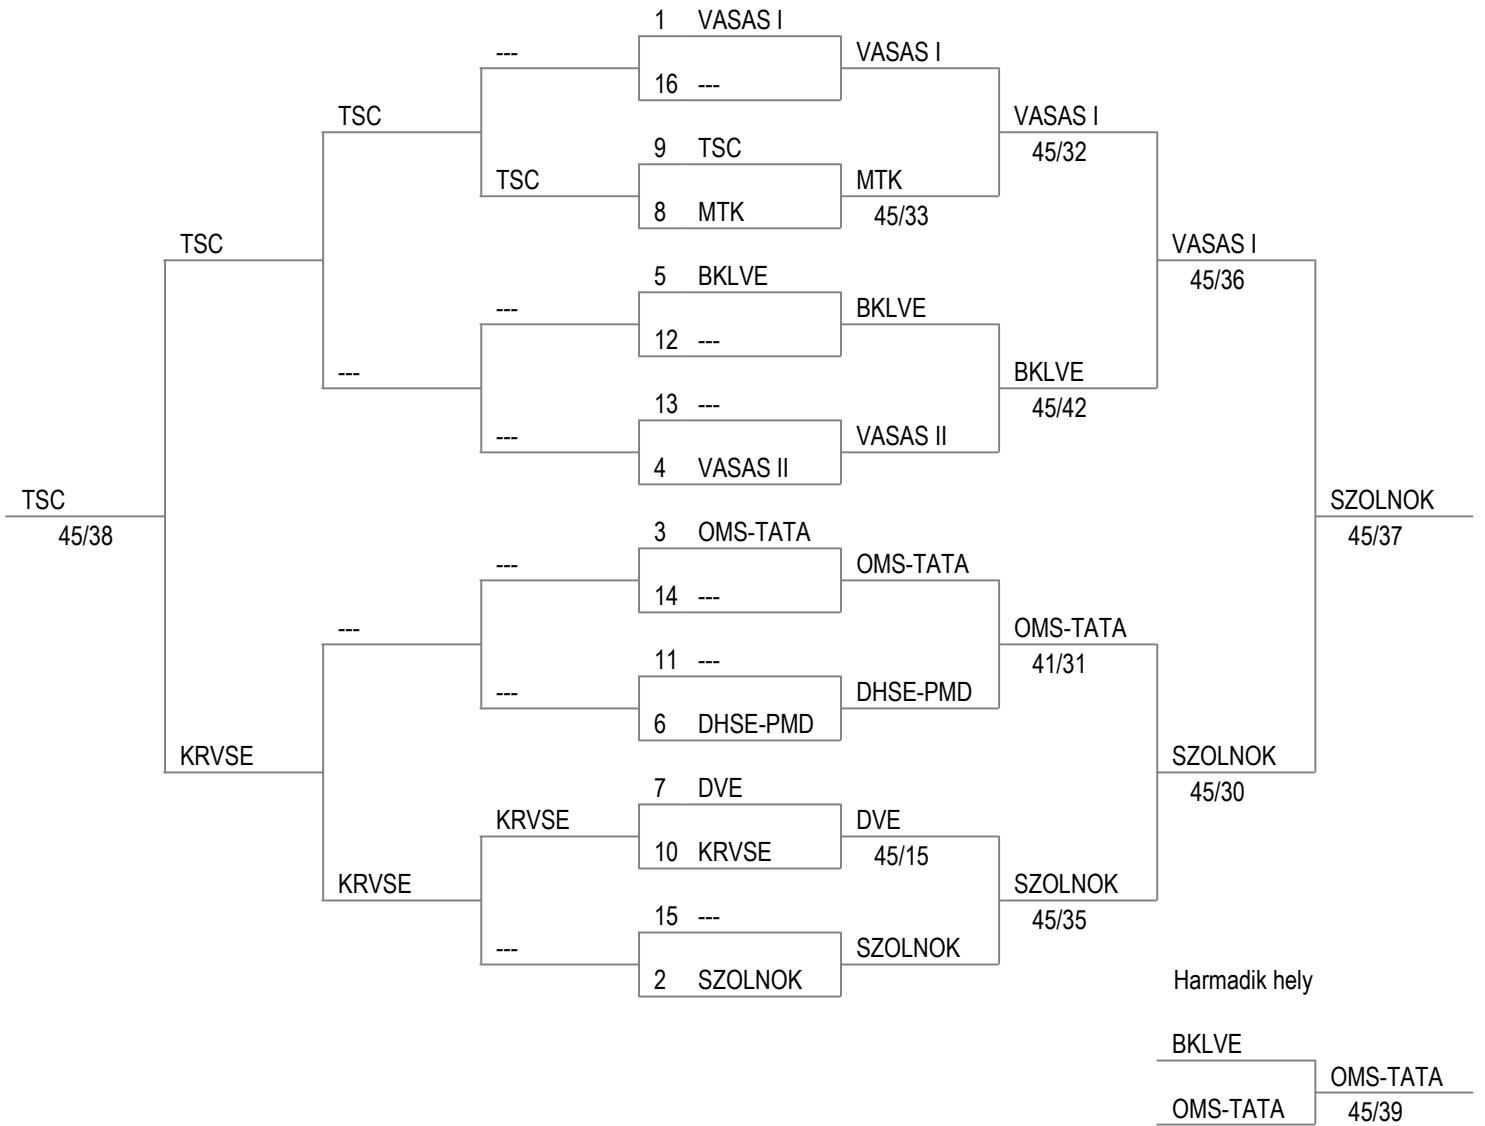 1 VASAS I
--- VASAS I
16 ---
TSC VASAS I
9 TSC 45/32
TSC MTK
8 MTK 45/33
TSC VASAS I
5 BKLVE 45/36
--- BKLVE
12 ---
--- BKLVE
13 --- 45/42
--- VASAS II
4 VASAS II
TSC SZOLNOK
45/38 3 OMS-TATA 45/37
--- OMS-TATA
14 ---
--- OMS-TATA
11 --- 41/31
--- DHSE-PMD
6 DHSE-PMD
KRVSE SZOLNOK
7 DVE 45/30
KRVSE DVE
10 KRVSE 45/15
KRVSE SZOLNOK
15 --- 45/35
--- SZOLNOK
2 SZOLNOK Harmadik hely
BKLVE
OMS-TATA
OMS-TATA 45/39